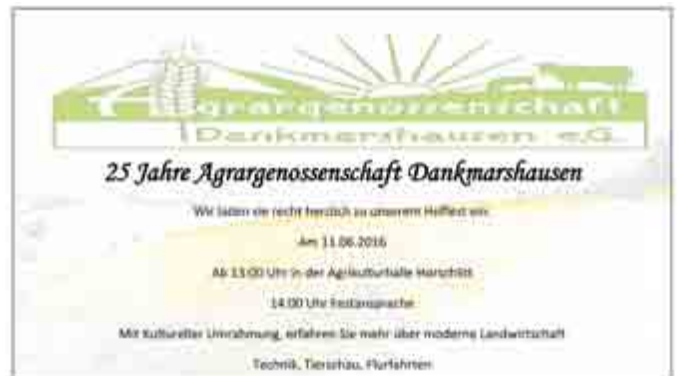 Agrargenossenschaft
Dankmarshausen e.G.
25 Jahre Agrargenossenschaft Dankmarshausen
Wir laden sie recht herzlich zu unserem Hoffest ein.
Am 11.06.2016
Ab 13:00 Uhr in der Agrikulturhalle Horschlitt
14:00 Uhr Festansprache
Mit Kultureller Umrahmung, erfahren Sie mehr über moderne Landwirtschaft
Technik, Tierschau, Flurfahrten